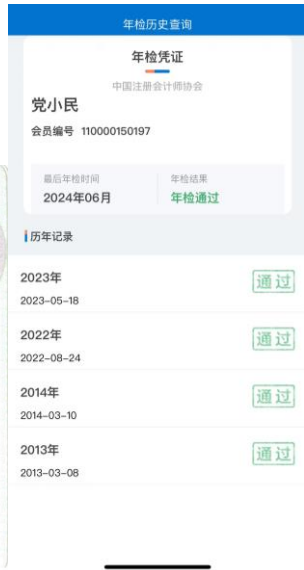 年检历史查询
年检凭证
中国注册会计师协会
党小民
会员编号 110000150197
最后年检时间 年检结果
2024年06月 年检通过
历年记录
2023年 通过
2023-05-18
2022年 通过
2022-08-24
2014年 通过
2014-03-10
2013年 通过
2013-03-08